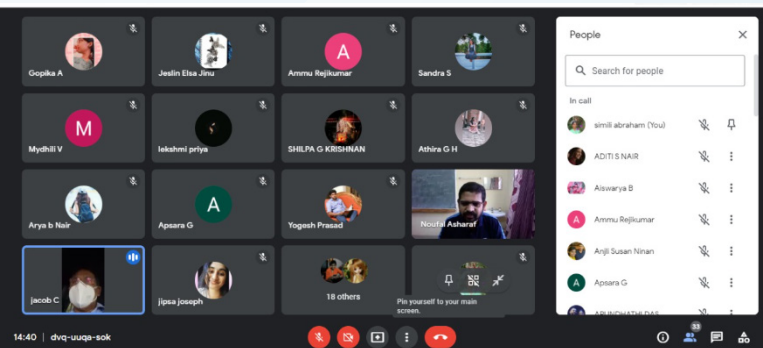 Gopika A
Jeslin Elsa Jinu
A
Ammu Rejikumar
Sandra S
M
Mydhili V
lekshmi priya
SHILPA G KRISHNAN
Athira G H
Arya b Nair
A
Apsara G
Yogesh Prasad
Noufal Asharaf
jacob C
jipsa joseph
18 others
Pin yourself to your main
screen.
People
Search for people
In call
simili abraham (You)
ADITI S NAIR
Aiswarya B
A
Ammu Rejikumar
Anjli Susan Ninan
A
Apsara G
ARUNDHATHI DAS
14:40 | dvq-uuqa-sok
33